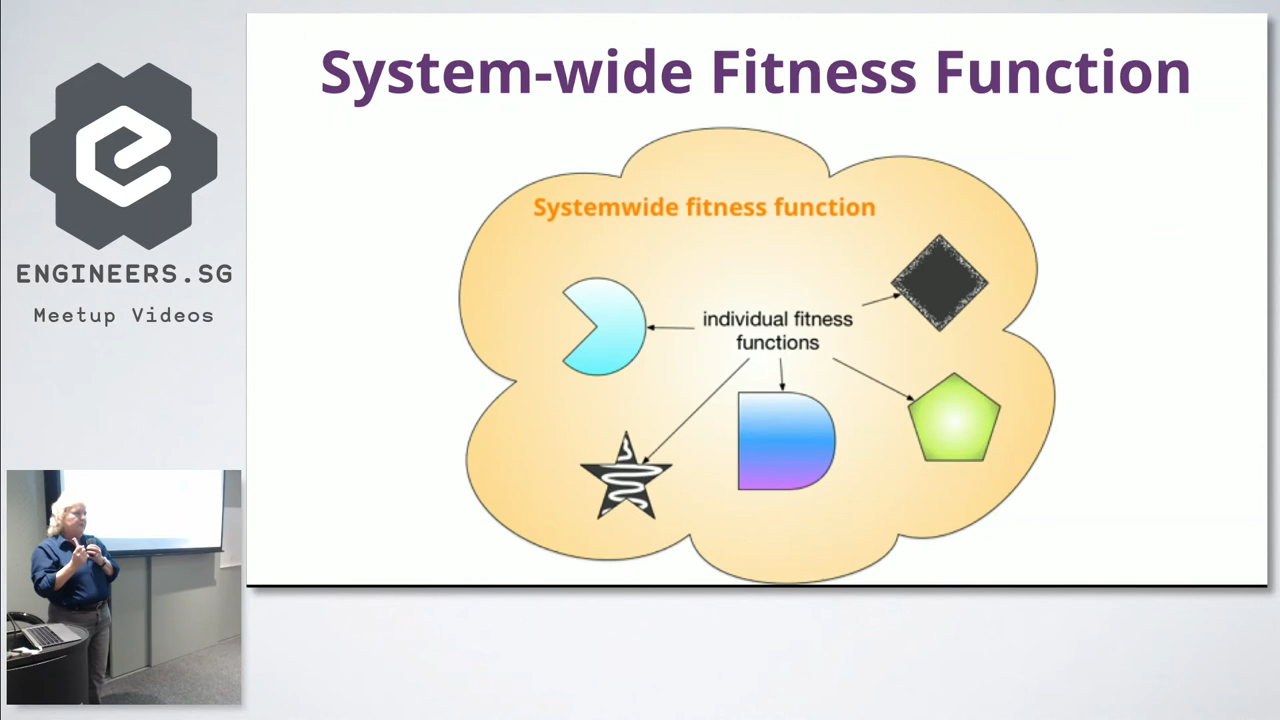 ENGINEERS.SG
Meetup Videos
System-wide Fitness Function
Systemwide fitness function
individual fitness
functions